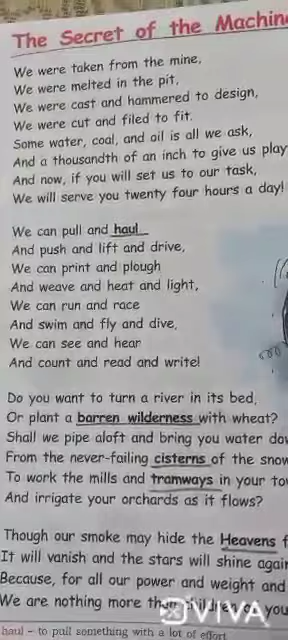 The Secret of the Machine
We were taken from the mine,
We were melted in the pit,
We were cast and hammered to design,
We were cut and filed to fit.
Some water, coal, and oil is all we ask,
And a thousandth of an inch to give us play
And now, if you will set us to our task,
We will serve you twenty four hours a day!
We can pull and haul
And push and lift and drive,
We can print and plough
And weave and heat and light,
We can run and race
And swim and fly and dive,
We can see and hear
And count and read and write!
Do you want to turn a river in its bed,
Or plant a barren wilderness with wheat?
Shall we pipe aloft and bring you water
From the never-failing cisterns of the snow
To work the mills and tramways in your
And irrigate your orchards as it flows?
Though our smoke may hide the Heavens
It will vanish and the stars will shine again
Because, for all our power and weight and
We are nothing more than children of you
haul – to pull something with a lot of effort
VIVA